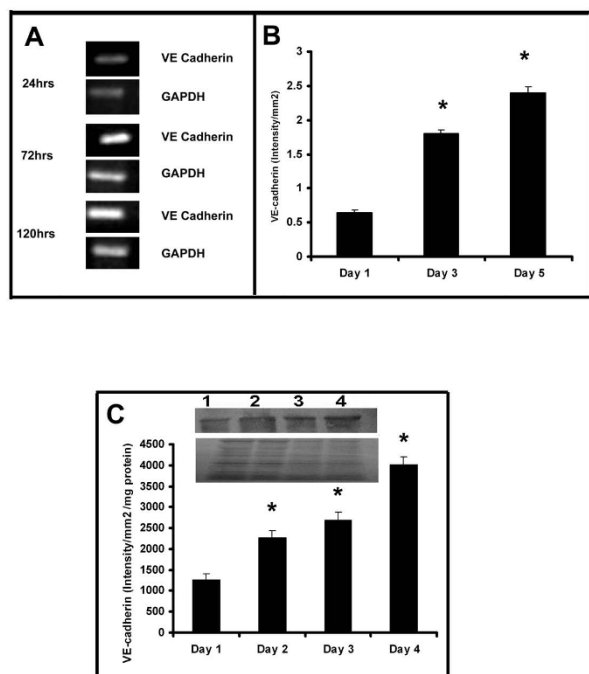 A
VE Cadherin
24hrs
GAPDH
VE Cadherin
72hrs
GAPDH
VE Cadherin
120hrs
GAPDH
B
VE-cadherin (Intensity/mm2)
3
2.5
2
1.5
1
0.5
0
*
*
Day 1 Day 3 Day 5
C
1 2 3 4
VE-cadherin (Intensity/mm2 /mg protein)
4500
4000
3500
3000
2500
2000
1500
1000
500
0
*
*
*
Day 1 Day 2 Day 3 Day 4